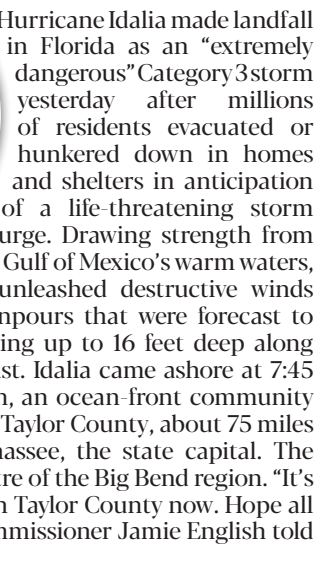 Hurricane Idalia made landfall
in Florida as an “extremely
dangerous” Category 3 storm
yesterday after millions
of residents evacuated or
hunkered down in homes
and shelters in anticipation
of a life-threatening storm
urge. Drawing strength from
Gulf of Mexico’s warm waters,
unleashed destructive winds
npours that were forecast to
ing up to 16 feet deep along
st. Idalia came ashore at 7:45
n, an ocean-front community
Taylor County, about 75 miles
assee, the state capital. The
re of the Big Bend region. “It’s
n Taylor County now. Hope all
mmissioner Jamie English told